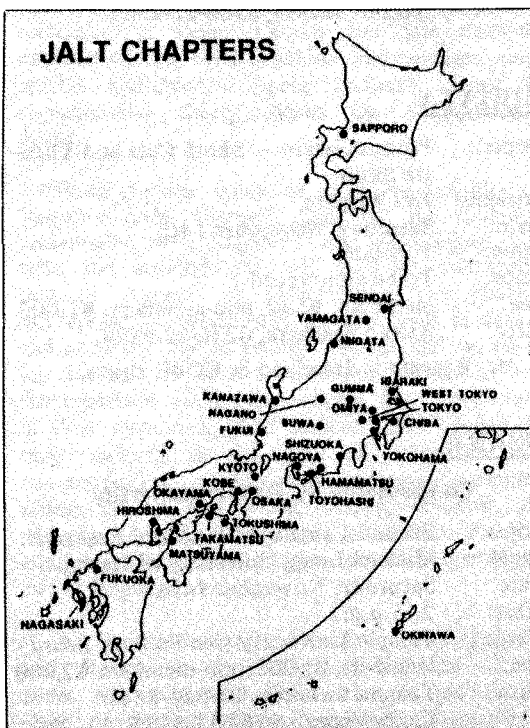 JALT CHAPTERS
SAPPORO
SENDAI
YAMAGATA
NIIGATA
IBARAKI
GUMMA
KANAZAWA
WEST TOKYO
OMIYA
TOKYO
NAGANO
SUWA
CHIBA
FUKUI
SHIZUOKA
YOKOHAMA
NAGOYA
KYOTO
HAMAMATSU
KOBE
OKAYAMA
OSAKA
TOYOHASHI
HIROSHIMA
TOKUSHIMA
TAKAMATSU
MATSUYAMA
FUKUOKA
NAGASAKI
OKINAWA